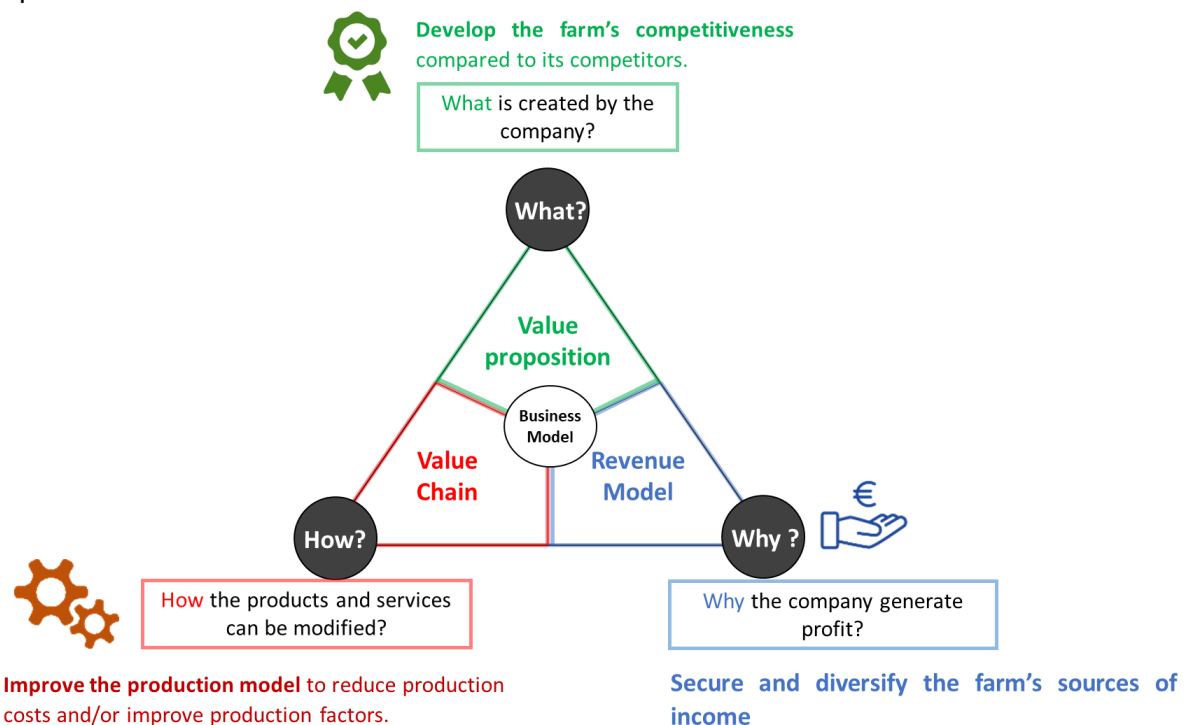 Develop the farm's competitiveness
compared to its competitors.
What is created by the
company?
What?
Value
proposition
Business
Model
Value
Chain
Revenue
Model
€
How?
Why ?
How the products and services
can be modified?
Why the company generate
profit?
Improve the production model to reduce production
costs and/or improve production factors.
Secure and diversify the farm's sources of
income